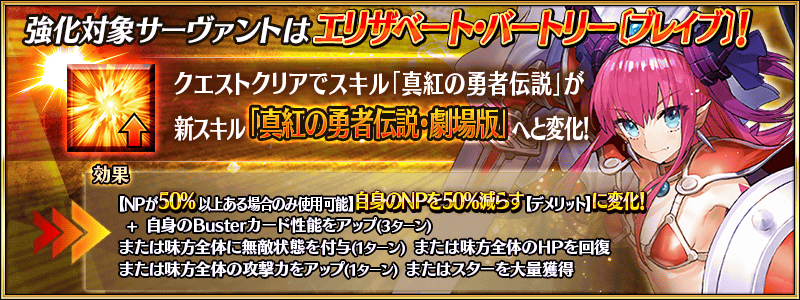 強化対象サーヴァントは エリザベート・バートリー〔ブレイブ〕！
クエストクリアでスキル「真紅の勇者伝説」が
新スキル「真紅の勇者伝説・劇場版」へと変化！
効果
【NPが50%以上ある場合のみ使用可能】自身のNPを50%減らす【デメリット】に変化！
＋ 自身のBusterカード性能をアップ(3ターン)
または味方全体に無敵状態を付与(1ターン) または味方全体のHPを回復
または味方全体の攻撃力をアップ(1ターン) またはスターを大量獲得